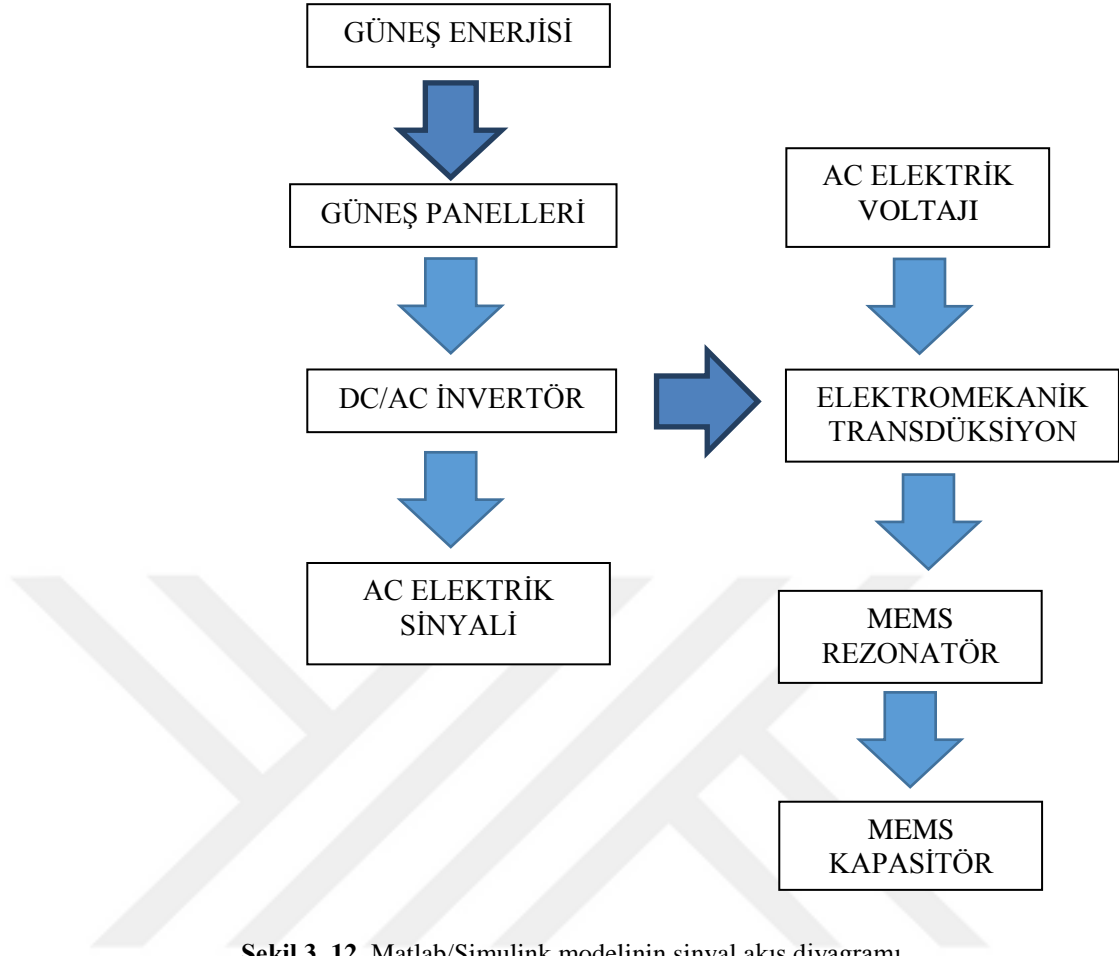 GÜNEŞ ENERJİSİ
GÜNEŞ PANELLERİ
DC/AC İNVERTÖR
AC ELEKTRİK
SİNYALİ
AC ELEKTRİK
VOLTAJI
ELEKTROMEKANİK
TRANSDÜKSİYON
MEMS
REZONATÖR
MEMS
KAPASİTÖR
Şekil 3. 12. Matlab/Simulink modelinin sinyal akış diyagramı